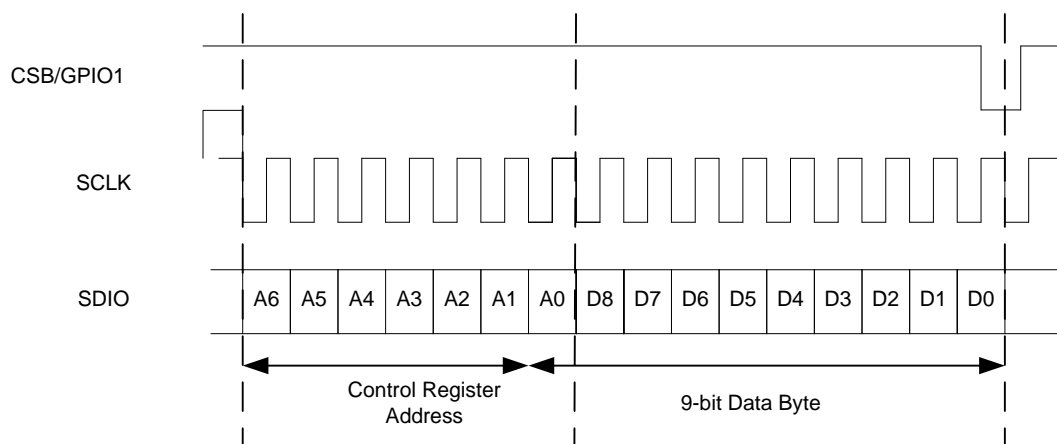 CSB/GPIO1
SCLK
SDIO
A6 A5 A4 A3 A2 A1 A0 D8 D7 D6 D5 D4 D3 D2 D1 D0
Control Register
Address
9-bit Data Byte